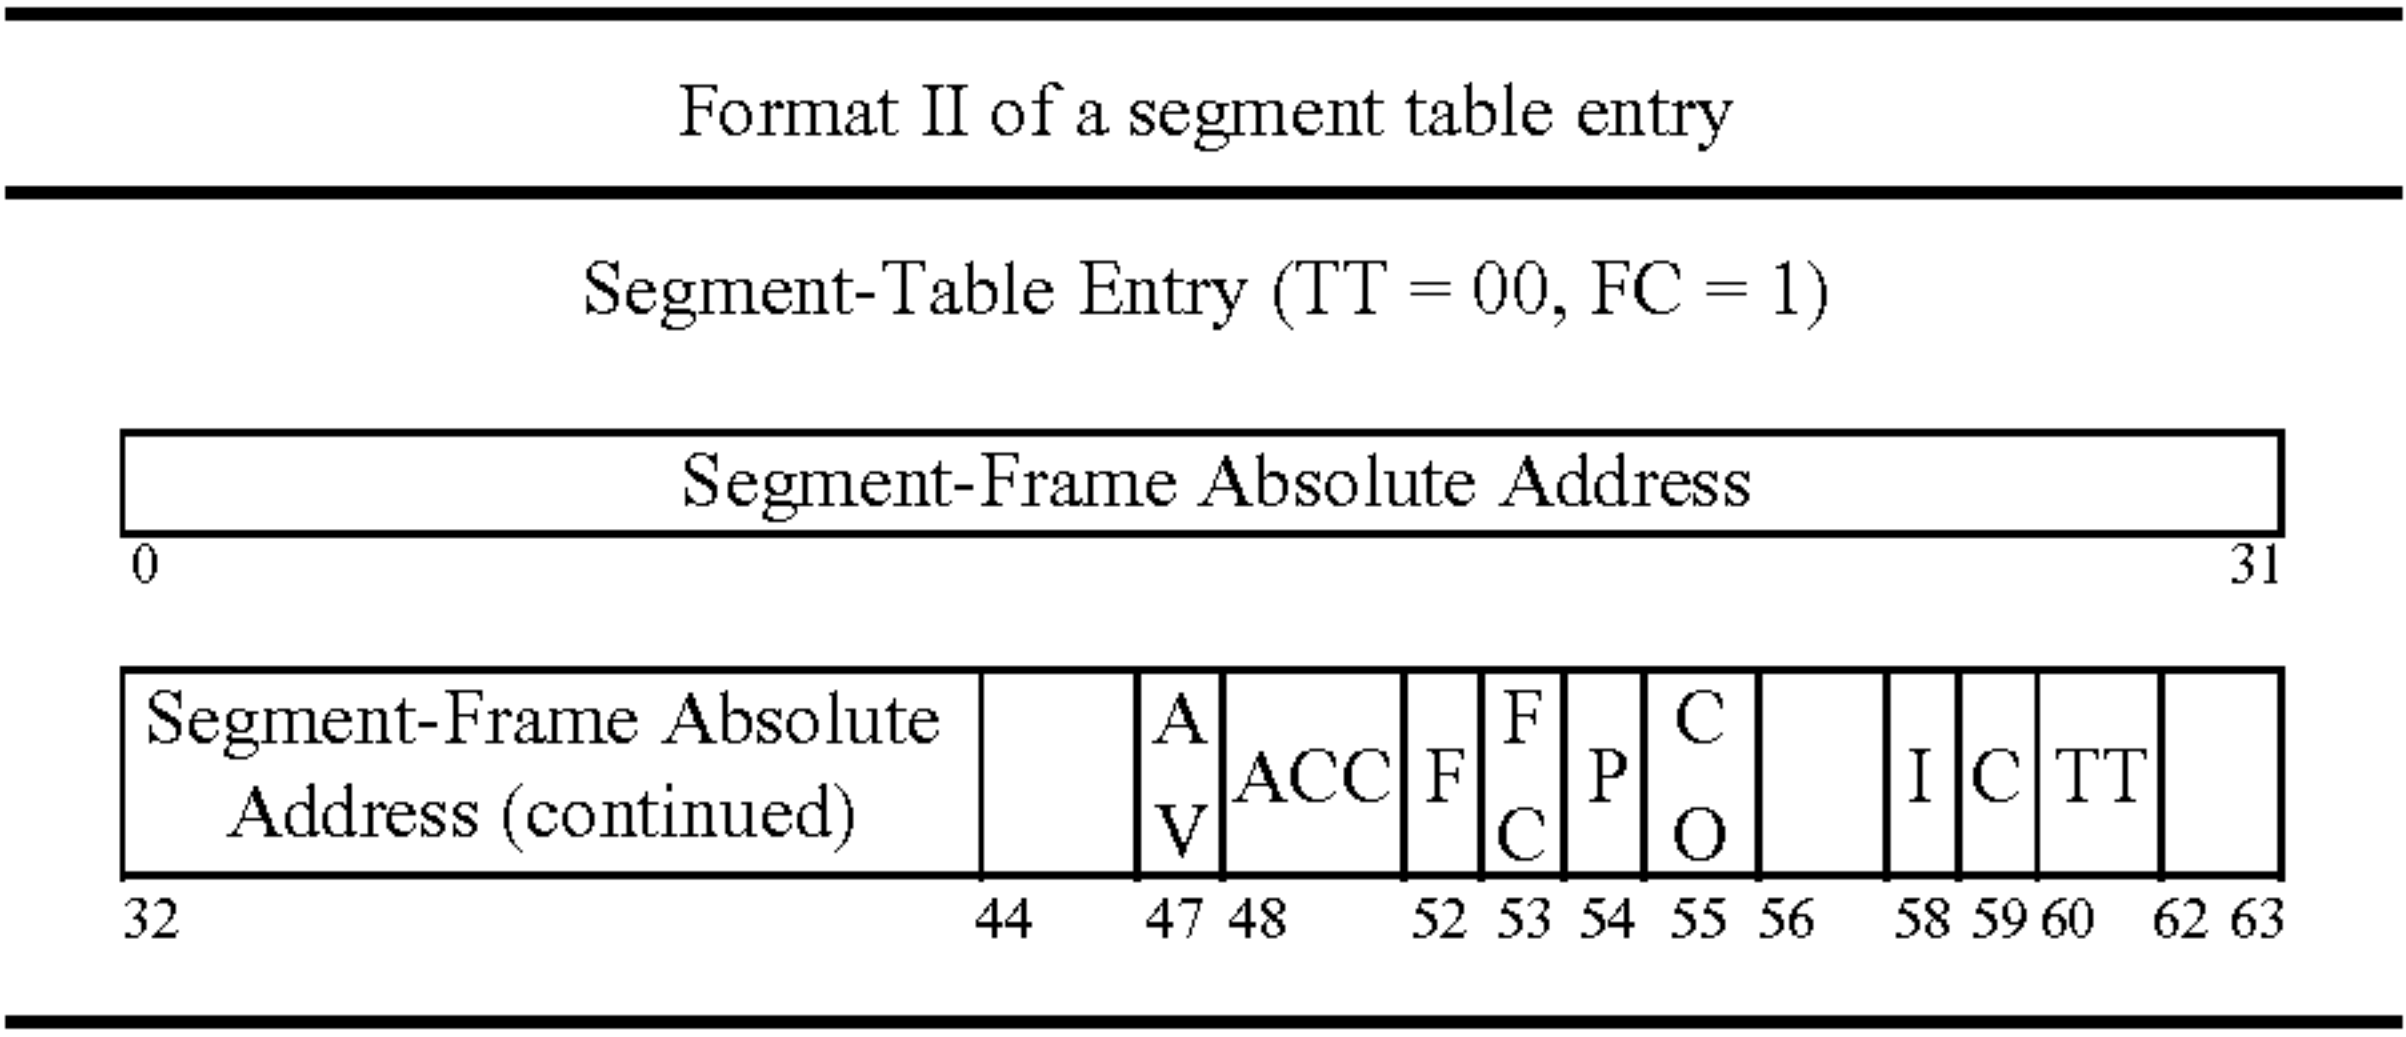 Format II of a segment table entry
Segment-Table Entry (TT = 00, FC = 1)
Segment-Frame Absolute Address
0 31
Segment-Frame Absolute
Address (continued)
A
V
ACC
F
F
C
P
C
O
I
C
TT
32 44 47 48 52 53 54 55 56 58 59 60 62 63